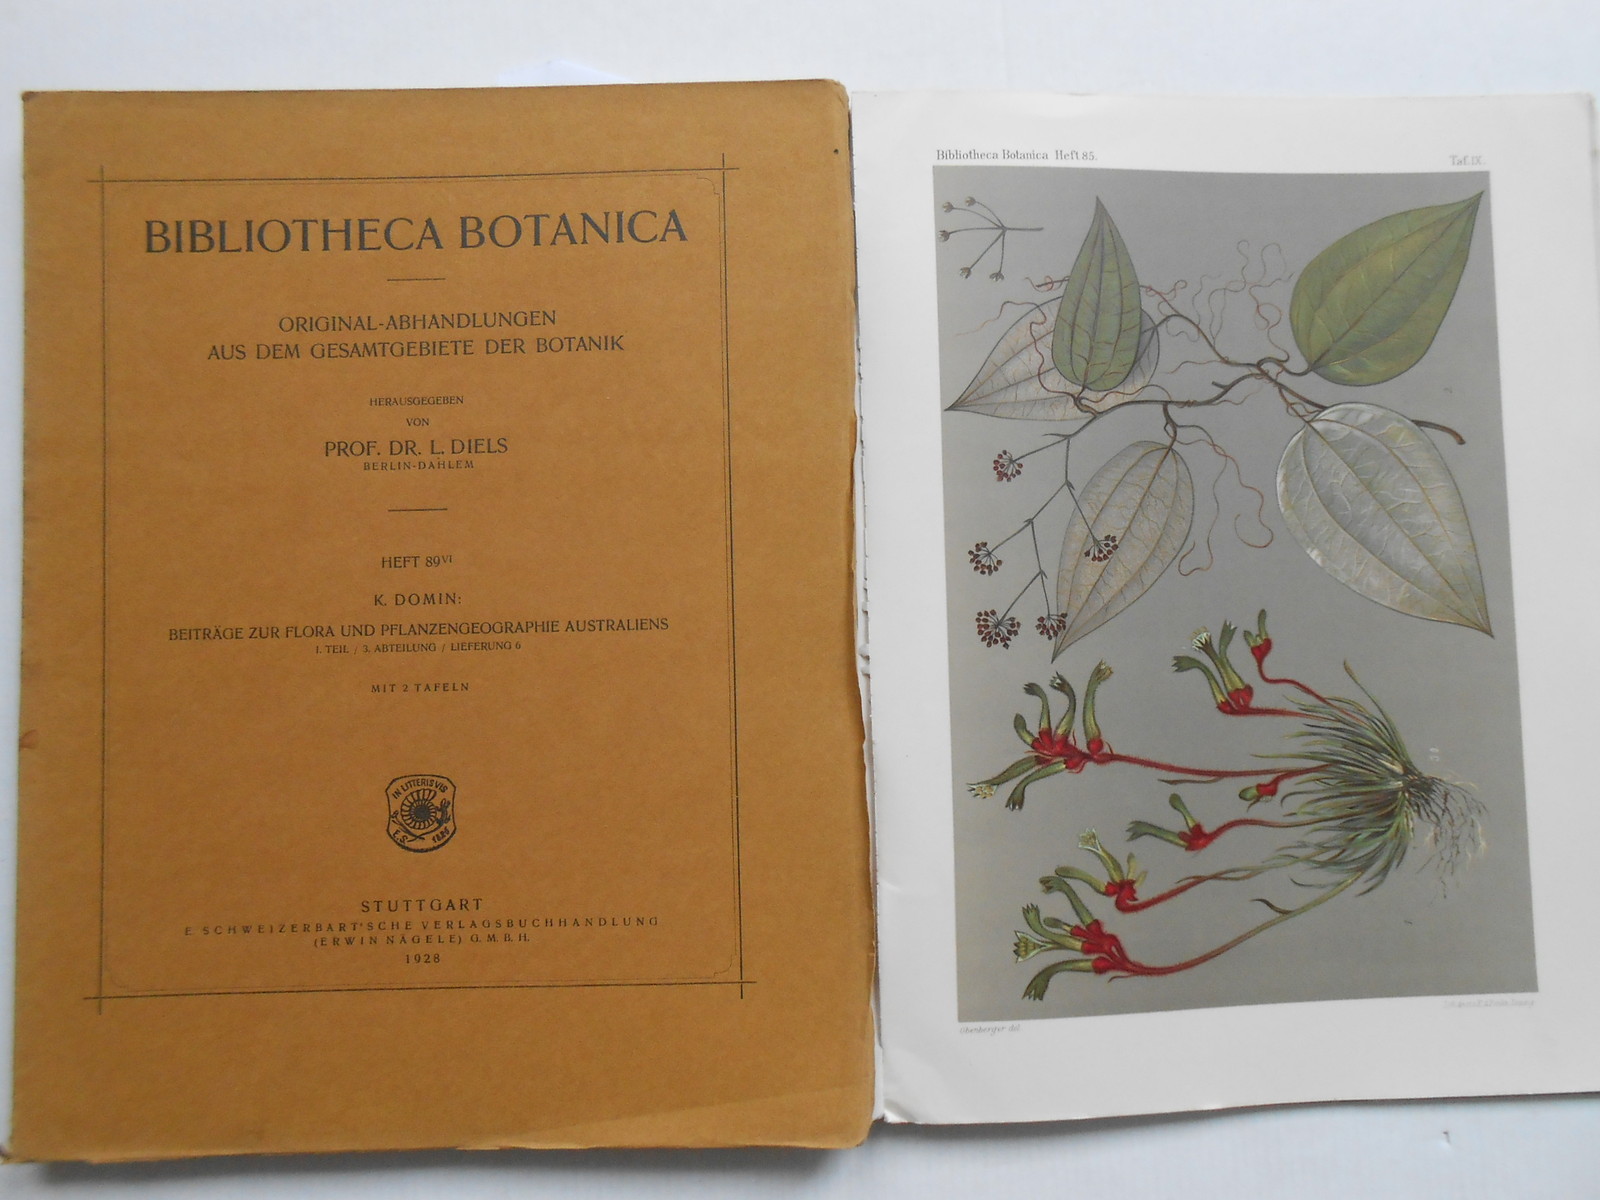 BIBLIOTHECA BOTANICA
ORIGINAL-ABHANDLUNGEN
AUS DEM GESAMTGEBIETE DER BOTANIK
HERAUSGEGEBEN
VON
PROF. DR. L. DIELS
BERLIN-DAHLEM
HEFT 89VI
K. DOMIN:
BEITRÄGE ZUR FLORA UND PFLANZENGEOGRAPHIE AUSTRALIENS
I. TEIL / 3. ABTEILUNG / LIEFERUNG 6
MIT 2 TAFELN
IN LITTERIS VIS
E. S. 1826
STUTTGART
E. SCHWEIZERBART'SCHE VERLAGSBUCHHANDLUNG
(ERWIN NÄGELE) G. M. B. H.
1928
Bibliotheca Botanica Heft 85.
Taf. IX.
Obenberger del.